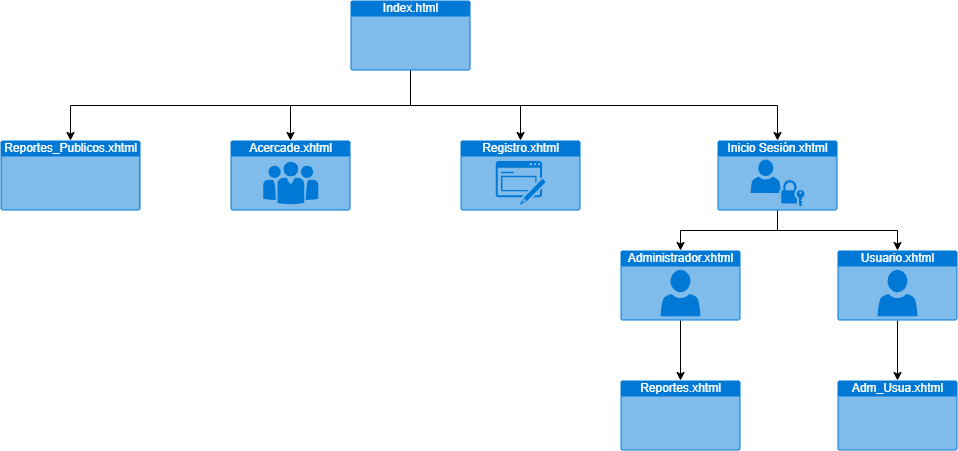 Index.html
Reportes_Publicos.xhtml
Acercade.xhtml
Registro.xhtml
Inicio Sesión.xhtml
Administrador.xhtml
Usuario.xhtml
Reportes.xhtml
Adm_Usua.xhtml